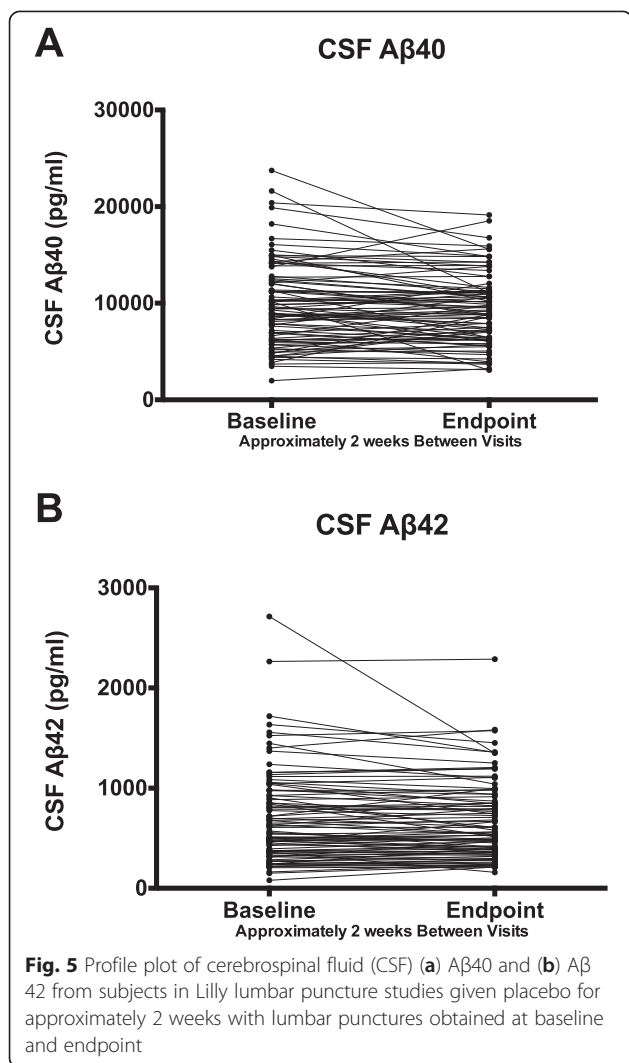 A
CSF Aβ40
30000
20000
10000
0
CSF Aβ40 (pg/ml)
Baseline
Endpoint
Approximately 2 weeks Between Visits
B
CSF Aβ42
3000
2000
1000
0
CSF Aβ42 (pg/ml)
Baseline
Endpoint
Approximately 2 weeks Between Visits
Fig. 5 Profile plot of cerebrospinal fluid (CSF) (a) Aβ40 and (b) Aβ
42 from subjects in Lilly lumbar puncture studies given placebo for
approximately 2 weeks with lumbar punctures obtained at baseline
and endpoint